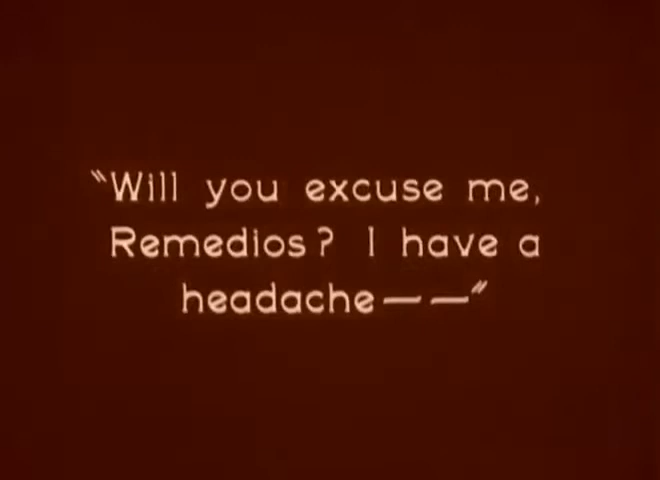 "Will you excuse me,
Remedios? I have a
headache——"